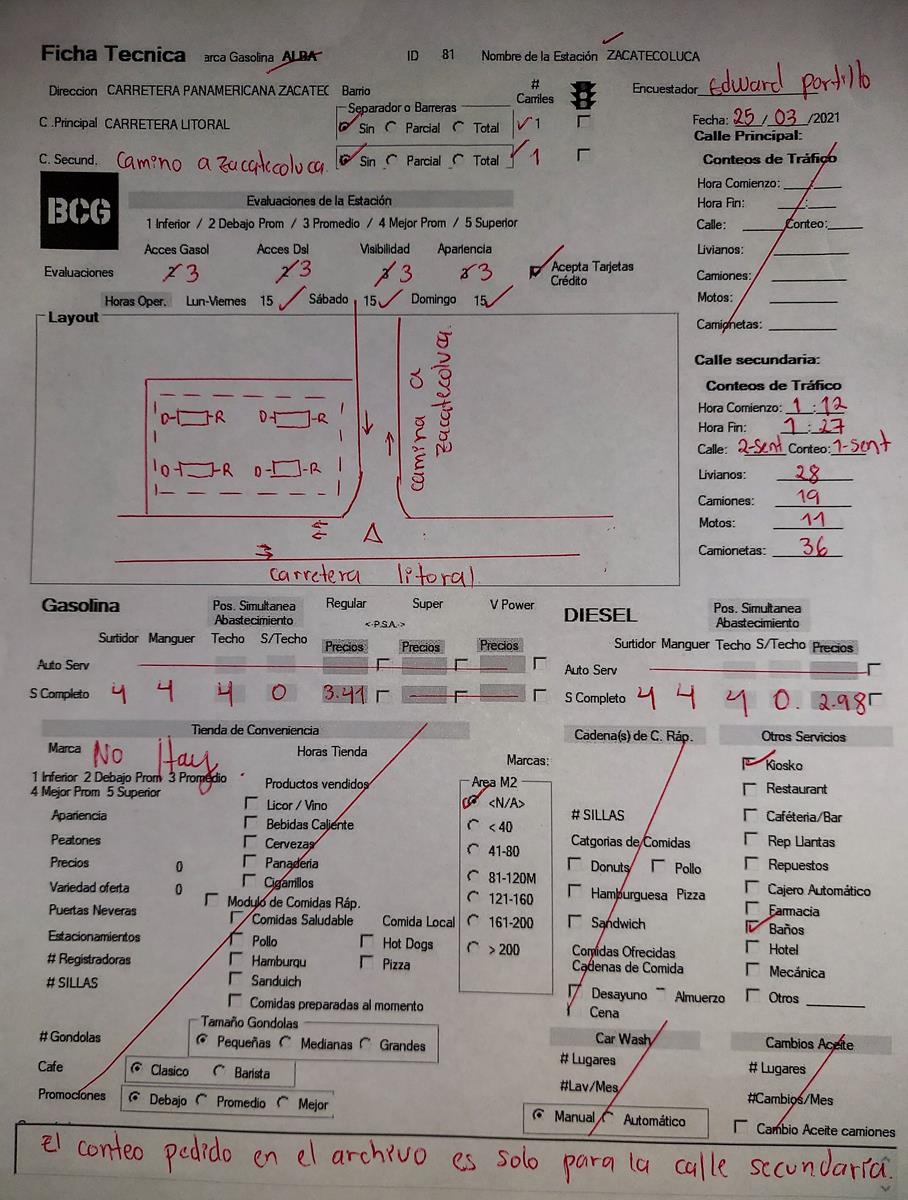 Ficha Tecnica arca Gasolina ALBA ID 81 Nombre de la Estación ZACATECOLUCA
Direccion CARRETERA PANAMERICANA ZACATEC Barrio # Carriles Encuestador Edward portillo
Separador o Barreras
C .Principal CARRETERA LITORAL Sin Parcial Total 1 Fecha: 25 / 03 /2021
C. Secund. Camino a Zacatecoluca. Sin Parcial Total 1
BCG
Evaluaciones de la Estación
1 Inferior / 2 Debajo Prom / 3 Promedio / 4 Mejor Prom / 5 Superior
Acces Gasol Acces Dsl Visibilidad Apariencia
Evaluaciones 3 3 3 3 Acepta Tarjetas Crédito
Horas Oper. Lun-Viernes 15 Sábado 15 Domingo 15
Calle Principal:
Conteos de Tráfico
Hora Comienzo: __:__
Hora Fin: __:__
Calle: ____ Conteo: ____
Livianos: ____
Camiones: ____
Motos: ____
Camionetas: ____
Layout
D R D R
D R D R
camina a zacatecoluca.
carretera litoral.
Calle secundaria:
Conteos de Tráfico
Hora Comienzo: 1 : 12
Hora Fin: 1 : 27
Calle: 2-Sent Conteo: 1-Sent
Livianos: 28
Camiones: 19
Motos: 11
Camionetas: 36
Gasolina Pos. Simultanea Abastecimiento Regular Super V Power
<-P.S.A.->
Surtidor Manguer Techo S/Techo Precios Precios Precios
Auto Serv
S Completo 4 4 4 0 3.41
DIESEL Pos. Simultanea Abastecimiento
Surtidor Manguer Techo S/Techo Precios
Auto Serv
S Completo 4 4 4 0. 2.98
Tienda de Conveniencia
Marca No Hay Horas Tienda
1 Inferior 2 Debajo Prom 3 Promedio
4 Mejor Prom 5 Superior
Apariencia
Peatones
Precios 0
Variedad oferta 0
Puertas Neveras
Estacionamientos
# Registradoras
# SILLAS
# Gondolas
Productos vendidos
Licor / Vino
Bebidas Caliente
Cervezas
Panaderia
Cigarrillos
Modulo de Comidas Ráp.
Comidas Saludable Comida Local
Pollo Hot Dogs
Hamburqu Pizza
Sanduich
Comidas preparadas al momento
Tamaño Gondolas
Pequeñas Medianas Grandes
Cafe Clasico Barista
Promociones Debajo Promedio Mejor
Marcas:
Area M2
<N/A>
< 40
41-80
81-120M
121-160
161-200
> 200
Cadena(s) de C. Ráp.
# SILLAS
Catgorias de Comidas
Donuts Pollo
Hamburguesa Pizza
Sandwich
Comidas Ofrecidas
Cadenas de Comida
Desayuno Almuerzo
Cena
Car Wash
# Lugares
#Lav/Mes
Manual Automático
Otros Servicios
Kiosko
Restaurant
Caféteria/Bar
Rep Llantas
Repuestos
Cajero Automático
Farmacia
Baños
Hotel
Mecánica
Otros ____
Cambios Aceite
# Lugares
#Cambios/Mes
Cambio Aceite camiones
El conteo pedido en el archivo es solo para la calle secundaria.